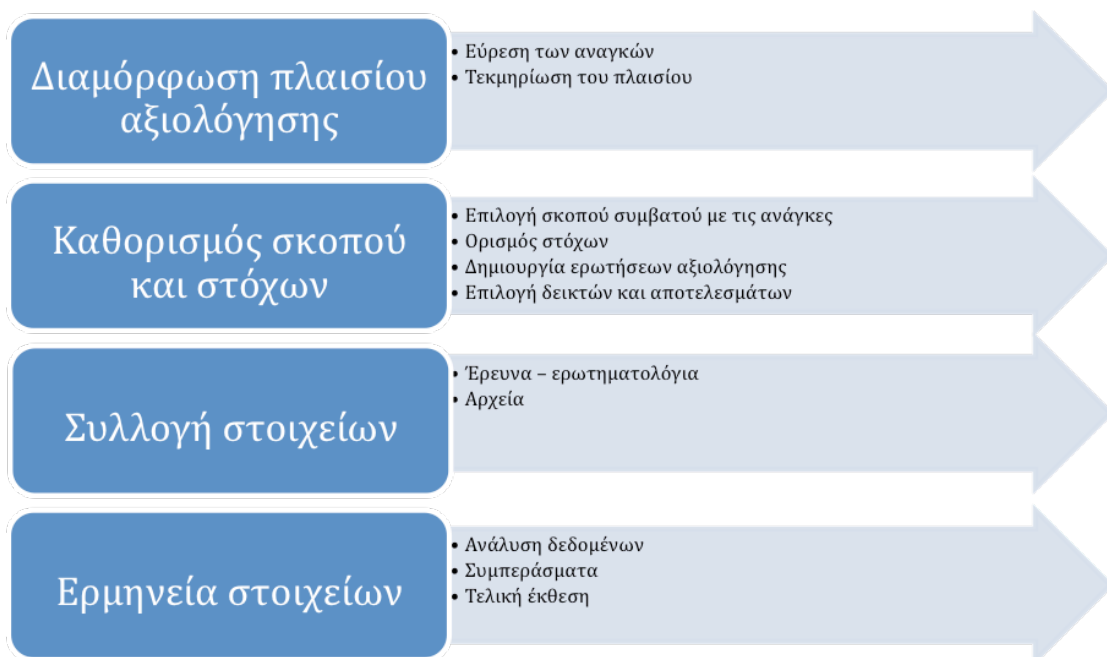 Διαμόρφωση πλαισίου
αξιολόγησης
• Εύρεση των αναγκών
• Τεκμηρίωση του πλαισίου
Καθορισμός σκοπού
και στόχων
• Επιλογή σκοπού συμβατού με τις ανάγκες
• Ορισμός στόχων
• Δημιουργία ερωτήσεων αξιολόγησης
• Επιλογή δεικτών και αποτελεσμάτων
Συλλογή στοιχείων
• Έρευνα – ερωτηματολόγια
• Αρχεία
Ερμηνεία στοιχείων
• Ανάλυση δεδομένων
• Συμπεράσματα
• Τελική έκθεση